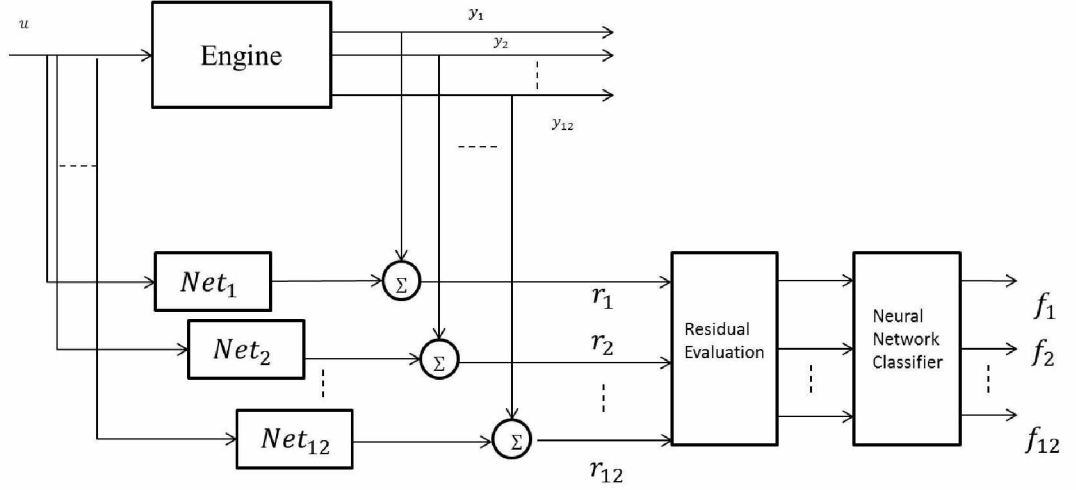 u
y₁
Engine
y₂
y₁₂
Net₁
Σ
r₁
f₁
Residual
Evaluation
Neural
Network
Classifier
Net₂
Σ
r₂
f₂
Net₁₂
Σ
r₁₂
f₁₂